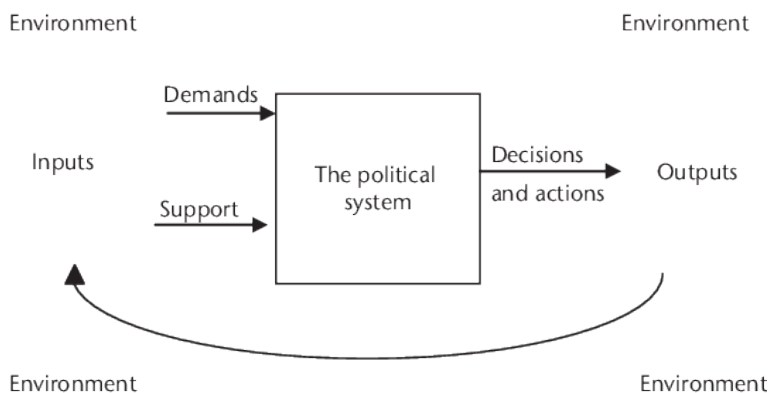 Environment
Environment
Demands
Inputs
Support
The political
system
Decisions
and actions
Outputs
Environment
Environment